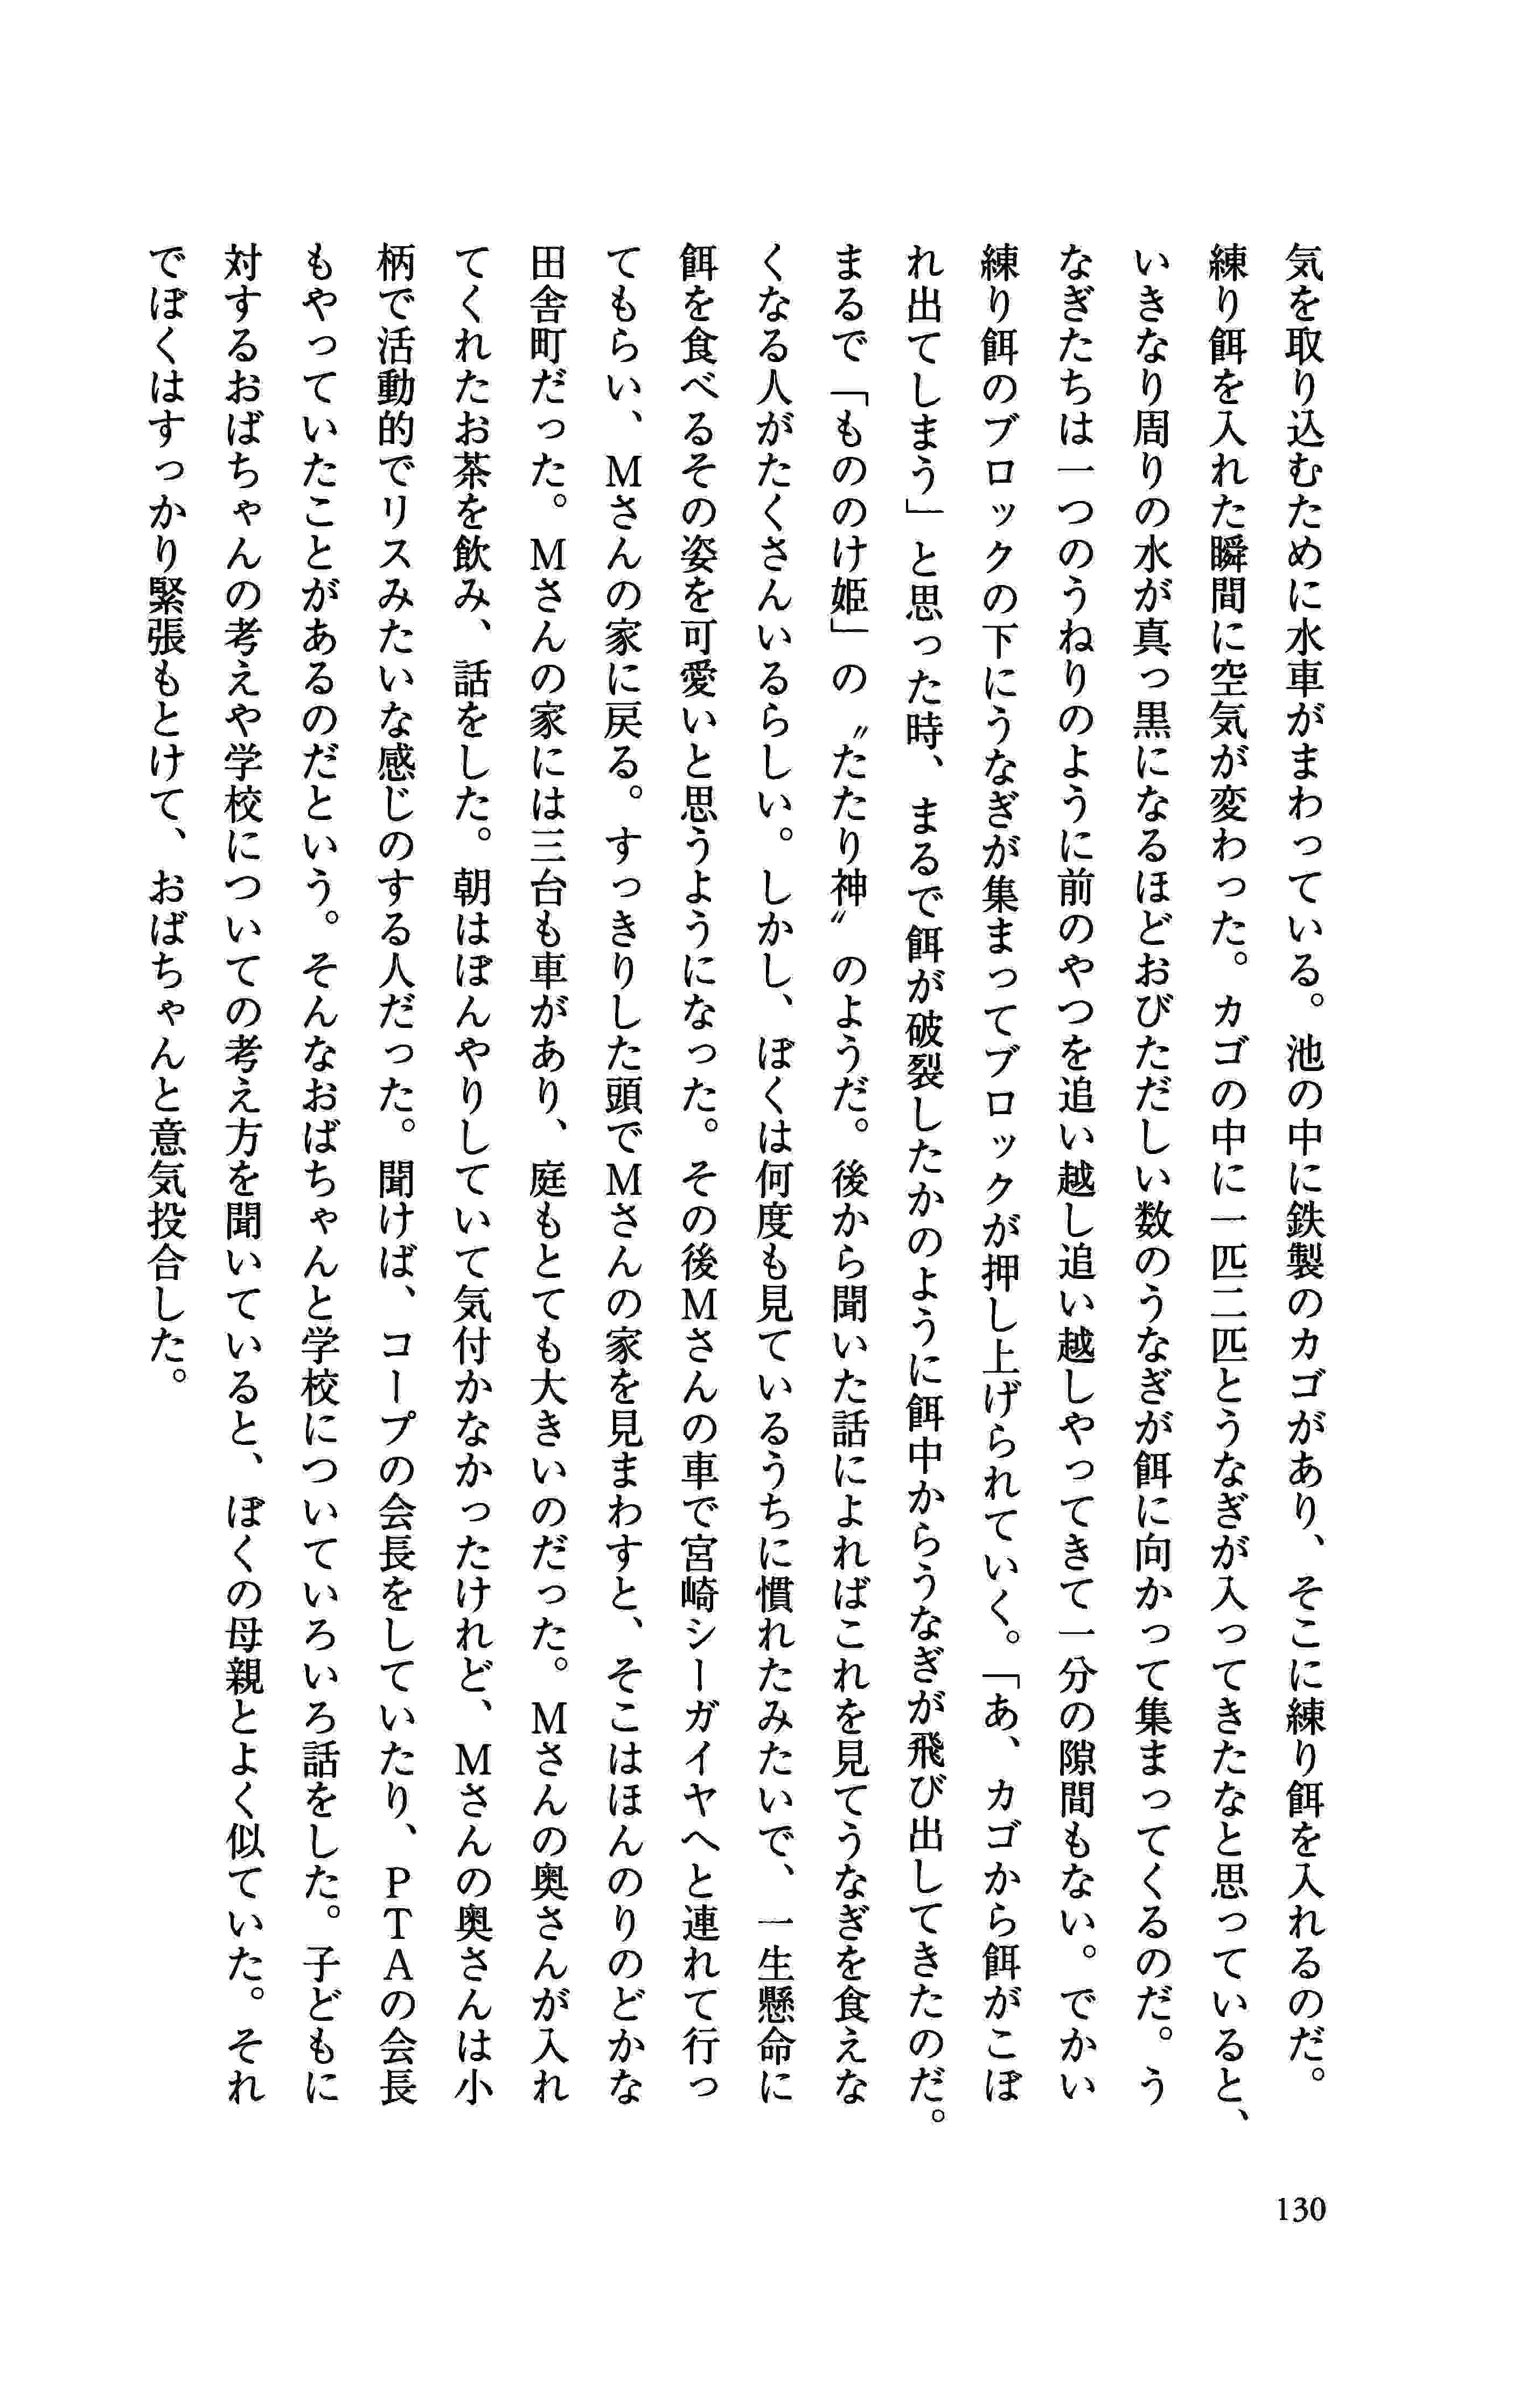 気を取り込むために水車がまわっている。池の中に鉄製のカゴがあり、そこに練り餌を入れるのだ。
練り餌を入れた瞬間に空気が変わった。カゴの中に一匹二匹とうなぎが入ってきたなと思っていると、
いきなり周りの水が真っ黒になるほどおびただしい数のうなぎが餌に向かって集まってくるのだ。う
なぎたちは一つのうねりのように前のやつを追い越し追い越しやってきて一分の隙間もない。でかい
練り餌のブロックの下にうなぎが集まってブロックが押し上げられていく。「あ、カゴから餌がこぼ
れ出てしまう」と思った時、まるで餌が破裂したかのように餌中からうなぎが飛び出してきたのだ。
まるで「もののけ姫」の〝たたり神〟のようだ。後から聞いた話によればこれを見てうなぎを食えな
くなる人がたくさんいるらしい。しかし、ぼくは何度も見ているうちに慣れたみたいで、一生懸命に
餌を食べるその姿を可愛いと思うようになった。その後Mさんの車で宮崎シーガイヤへと連れて行っ
てもらい、Mさんの家に戻る。すっきりした頭でMさんの家を見まわすと、そこはほんのりのどかな
田舎町だった。Mさんの家には三台も車があり、庭もとても大きいのだった。Mさんの奥さんが入れ
てくれたお茶を飲み、話をした。朝はぼんやりしていて気付かなかったけれど、Mさんの奥さんは小
柄で活動的でリスみたいな感じのする人だった。聞けば、コープの会長をしていたり、PTAの会長
もやっていたことがあるのだという。そんなおばちゃんと学校についていろいろ話をした。子どもに
対するおばちゃんの考えや学校についての考え方を聞いていると、ぼくの母親とよく似ていた。それ
でぼくはすっかり緊張もとけて、おばちゃんと意気投合した。
130